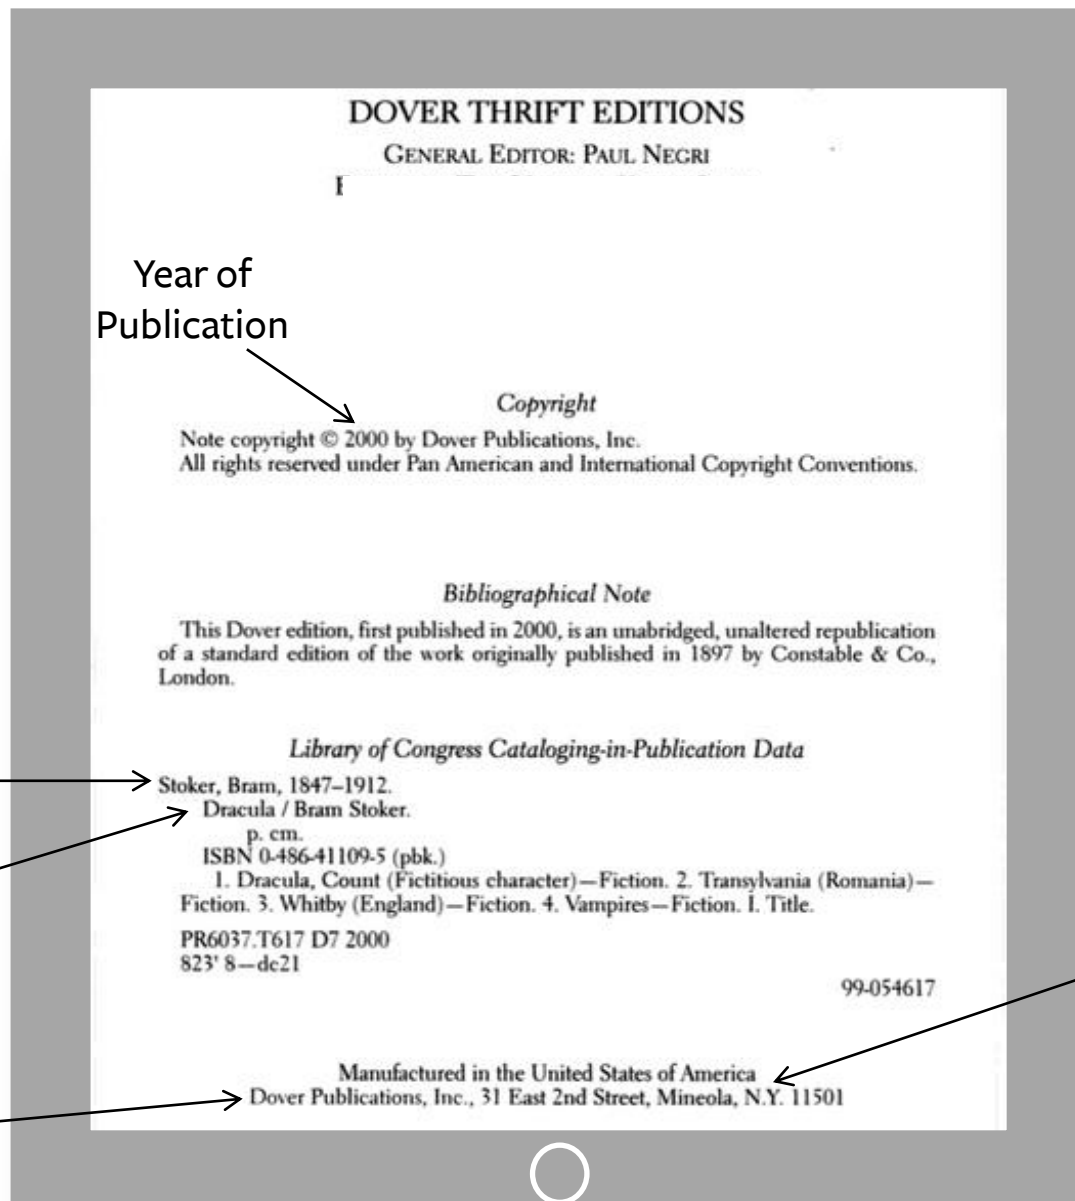 DOVER THRIFT EDITIONS
GENERAL EDITOR: PAUL NEGRI
Year of
Publication
Copyright
Note copyright © 2000 by Dover Publications, Inc.
All rights reserved under Pan American and International Copyright Conventions.
Bibliographical Note
This Dover edition, first published in 2000, is an unabridged, unaltered republication
of a standard edition of the work originally published in 1897 by Constable & Co.,
London.
Library of Congress Cataloging-in-Publication Data
Stoker, Bram, 1847–1912.
Dracula / Bram Stoker.
p. cm.
ISBN 0-486-41109-5 (pbk.)
1. Dracula, Count (Fictitious character)—Fiction. 2. Transylvania (Romania)—
Fiction. 3. Whitby (England)—Fiction. 4. Vampires—Fiction. I. Title.
PR6037.T617 D7 2000
823' 8—dc21
99-054617
Manufactured in the United States of America
Dover Publications, Inc., 31 East 2nd Street, Mineola, N.Y. 11501